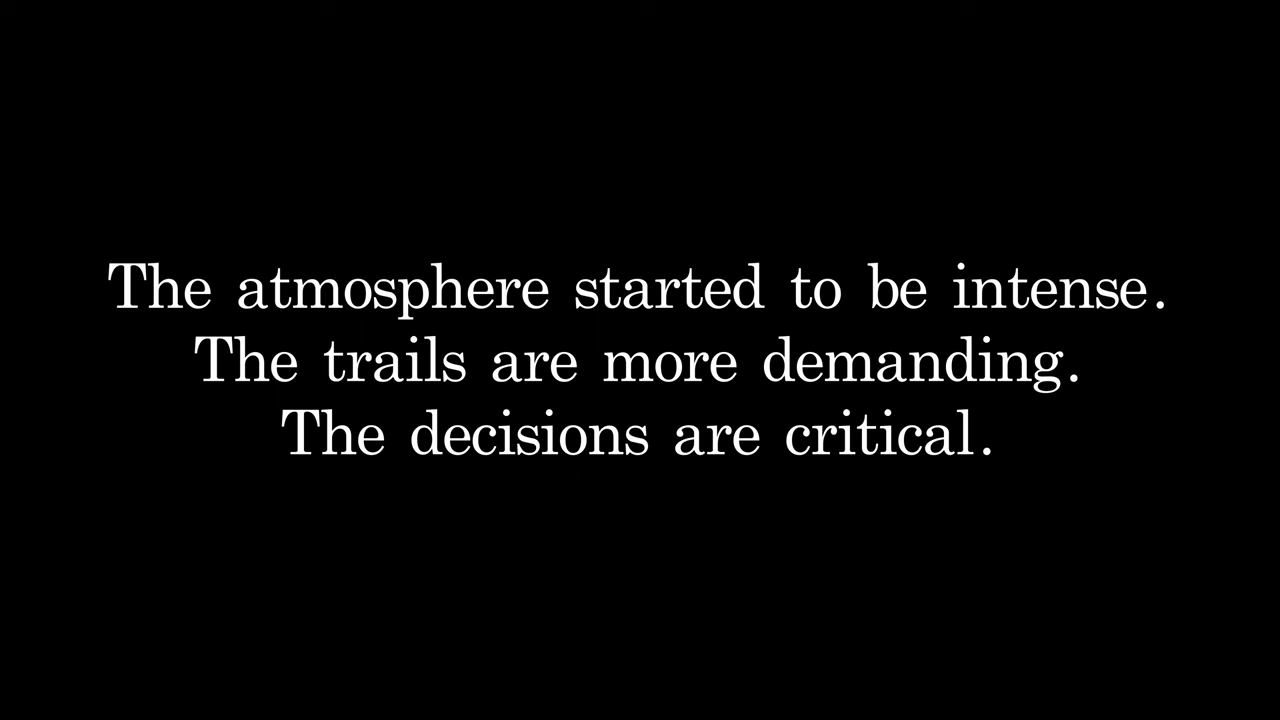 The atmosphere started to be intense.
The trails are more demanding.
The decisions are critical.